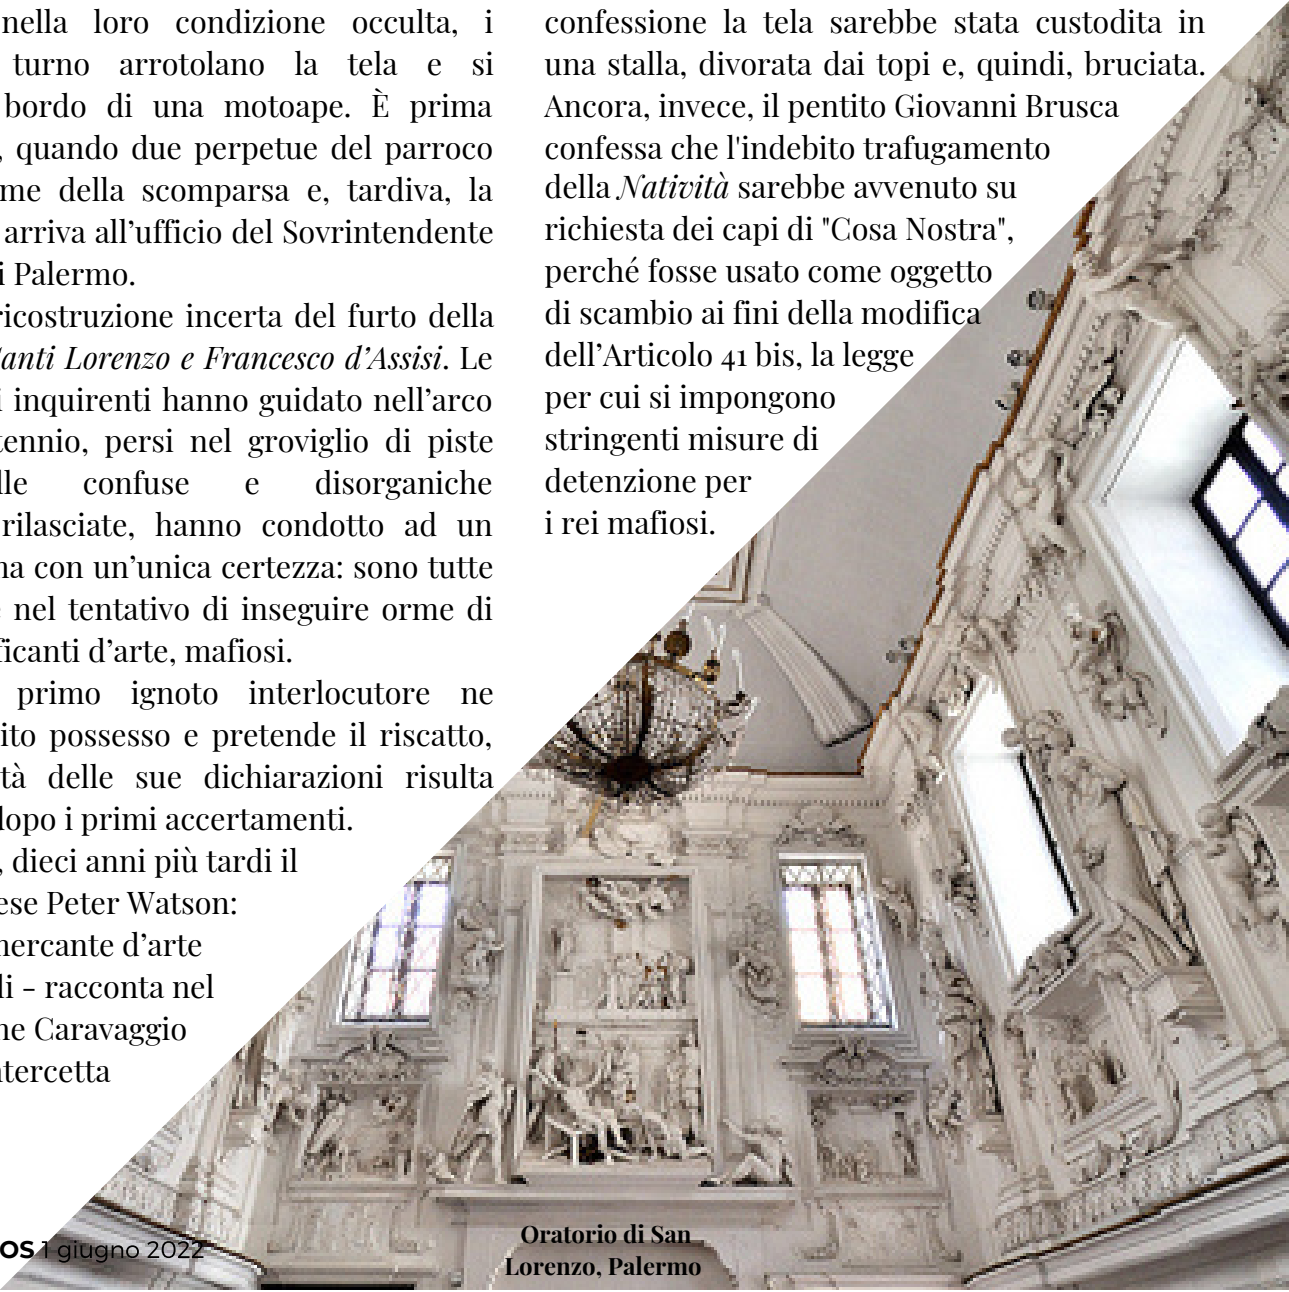 nella loro condizione occulta, i
turno arrotolano la tela e si
bordo di una motoape. È prima
, quando due perpetue del parroco
me della scomparsa e, tardiva, la
arriva all’ufficio del Sovrintendente
i Palermo.
ricostruzione incerta del furto della
anti Lorenzo e Francesco d’Assisi. Le
i inquirenti hanno guidato nell’arco
tennio, persi nel groviglio di piste
lle confuse e disorganiche
rilasciate, hanno condotto ad un
na con un’unica certezza: sono tutte
e nel tentativo di inseguire orme di
ficanti d’arte, mafiosi.
primo ignoto interlocutore ne
ito possesso e pretende il riscatto,
tà delle sue dichiarazioni risulta
dopo i primi accertamenti.
, dieci anni più tardi il
ese Peter Watson:
mercante d’arte
li - racconta nel
he Caravaggio
ntercetta
confessione la tela sarebbe stata custodita in
una stalla, divorata dai topi e, quindi, bruciata.
Ancora, invece, il pentito Giovanni Brusca
confessa che l'indebito trafugamento
della Natività sarebbe avvenuto su
richiesta dei capi di "Cosa Nostra",
perché fosse usato come oggetto
di scambio ai fini della modifica
dell’Articolo 41 bis, la legge
per cui si impongono
stringenti misure di
detenzione per
i rei mafiosi.
OS 1 giugno 2022
Oratorio di San
Lorenzo, Palermo